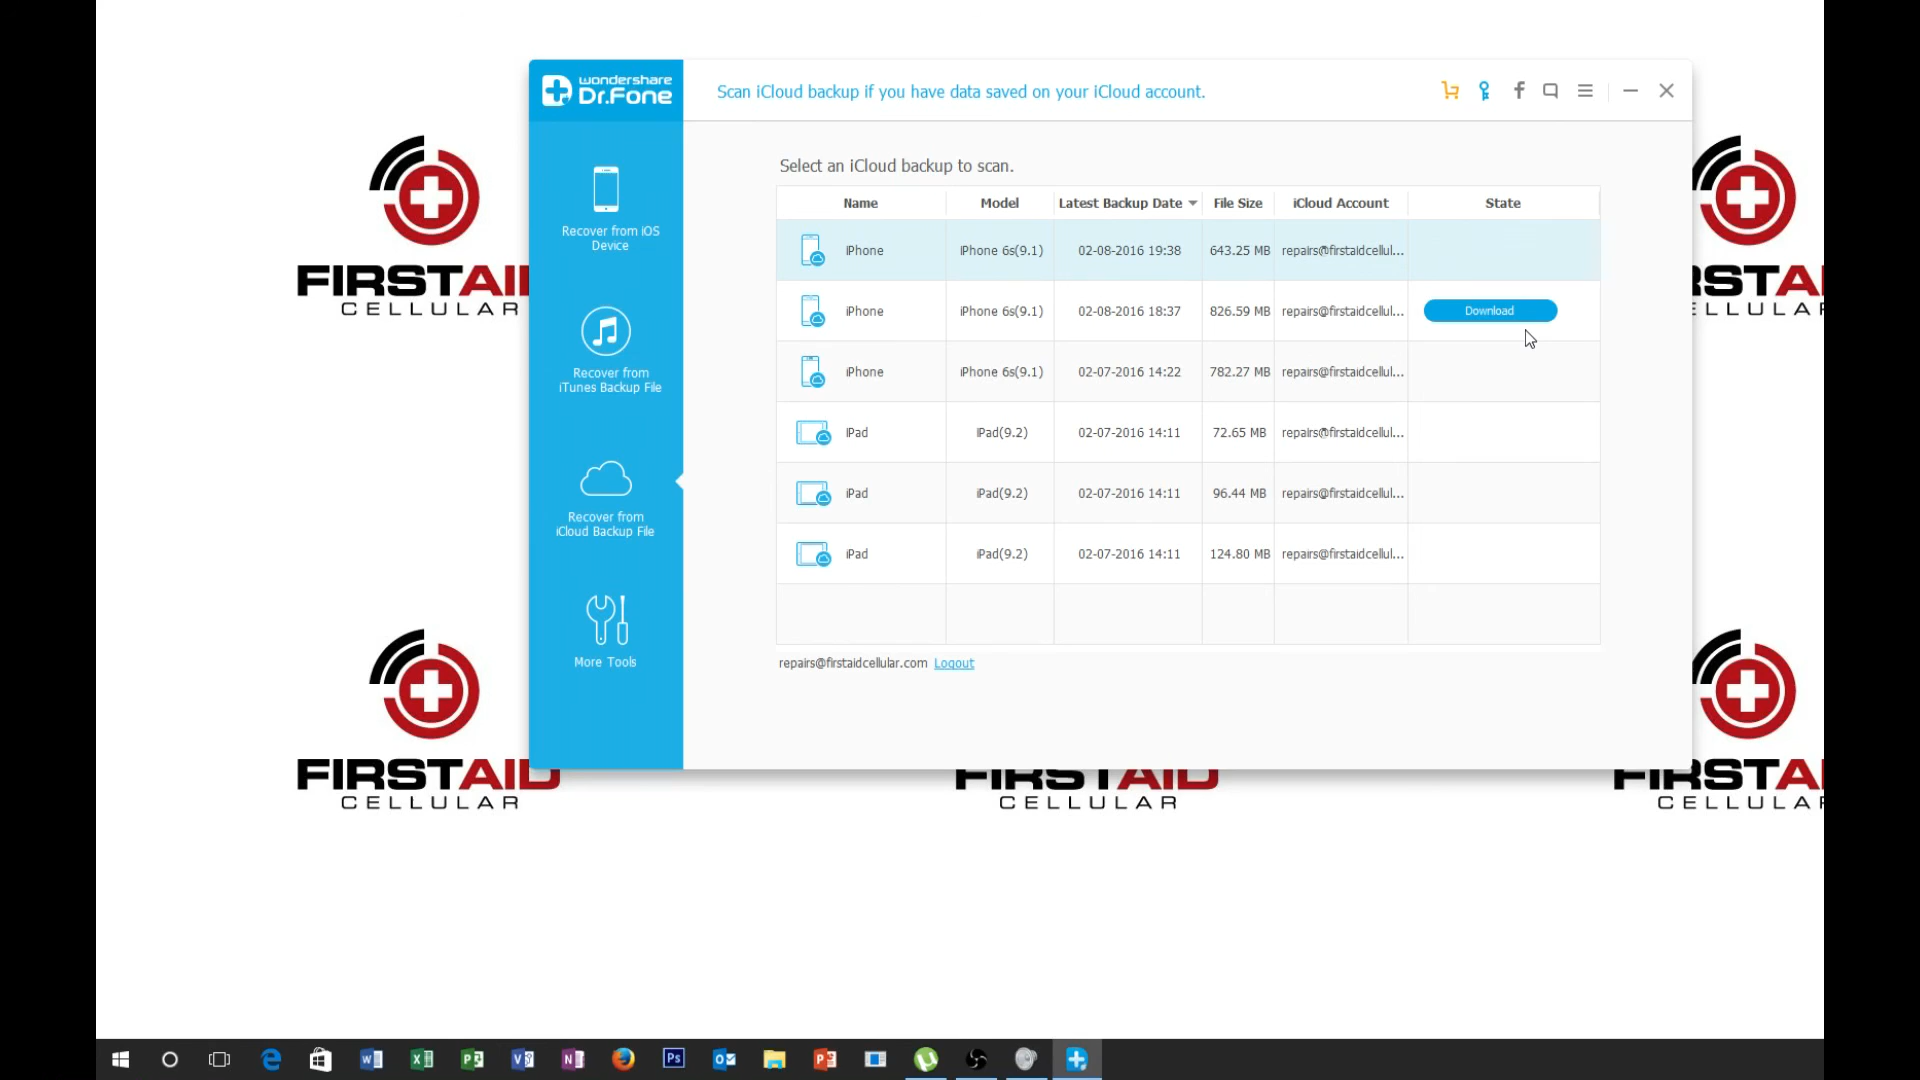 wondershare
Dr.Fone
Scan iCloud backup if you have data saved on your iCloud account.
Recover from iOS
Device
Recover from
iTunes Backup File
Recover from
iCloud Backup File
More Tools
Select an iCloud backup to scan.
Name Model Latest Backup Date File Size iCloud Account State
iPhone iPhone 6s(9.1) 02-08-2016 19:38 643.25 MB repairs@firstaidcellul...
iPhone iPhone 6s(9.1) 02-08-2016 18:37 826.59 MB repairs@firstaidcellul... Download
iPhone iPhone 6s(9.1) 02-07-2016 14:22 782.27 MB repairs@firstaidcellul...
iPad iPad(9.2) 02-07-2016 14:11 72.65 MB repairs@firstaidcellul...
iPad iPad(9.2) 02-07-2016 14:11 96.44 MB repairs@firstaidcellul...
iPad iPad(9.2) 02-07-2016 14:11 124.80 MB repairs@firstaidcellul...
repairs@firstaidcellular.com Logout
FIRSTAI
CELLULAR
STAI
LULAR
FIRSTAID
CELLULAR
FIRSTAID
CELLULAR
FIRSTAI
CELLULAR